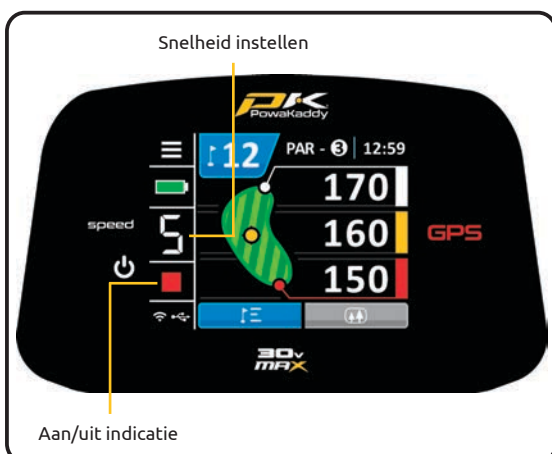 Snelheid instellen
PK
PowaKaddy
12 PAR - 3 12:59
170
speed 5 160 GPS
150
30v
MAX
Aan/uit indicatie